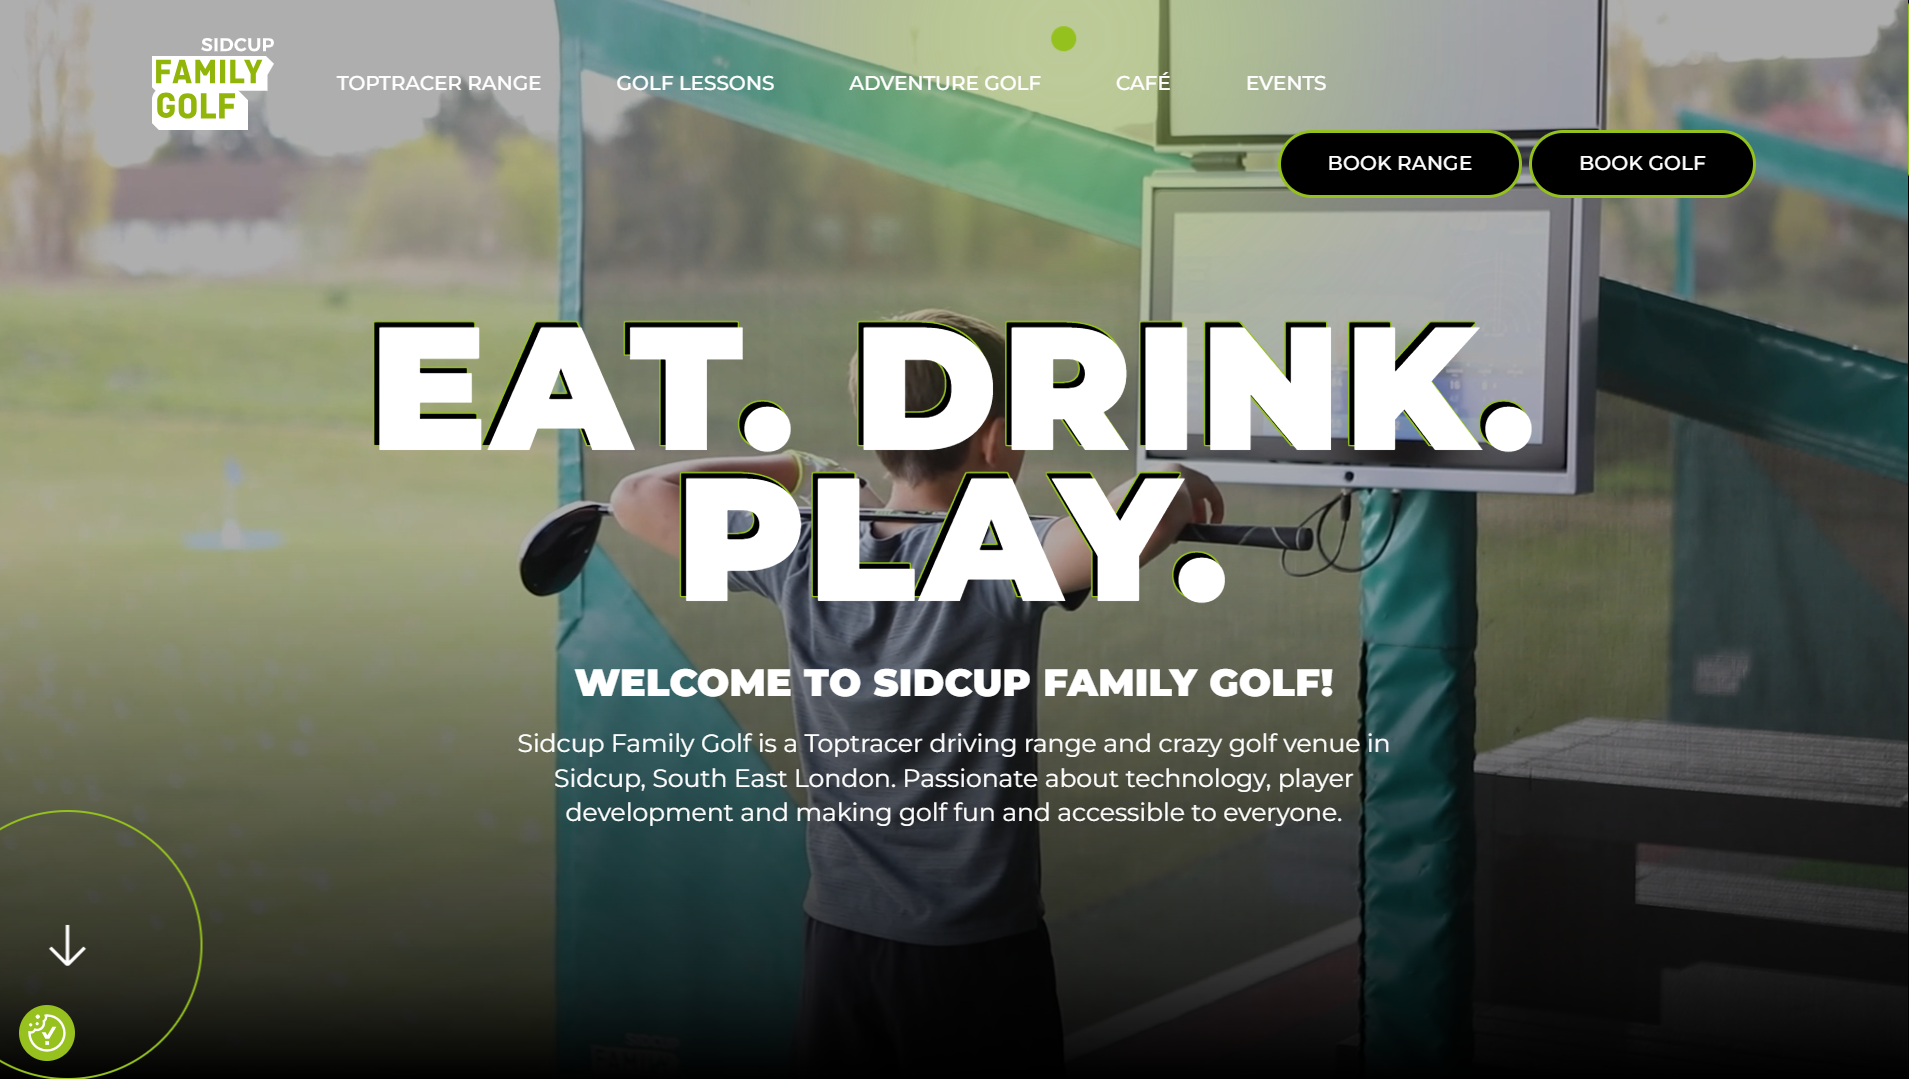 SIDCUP
FAMILY
GOLF
TOPTRACER RANGE
GOLF LESSONS
ADVENTURE GOLF
CAFÉ
EVENTS
BOOK RANGE
BOOK GOLF
EAT. DRINK.
PLAY.
WELCOME TO SIDCUP FAMILY GOLF!
Sidcup Family Golf is a Toptracer driving range and crazy golf venue in
Sidcup, South East London. Passionate about technology, player
development and making golf fun and accessible to everyone.